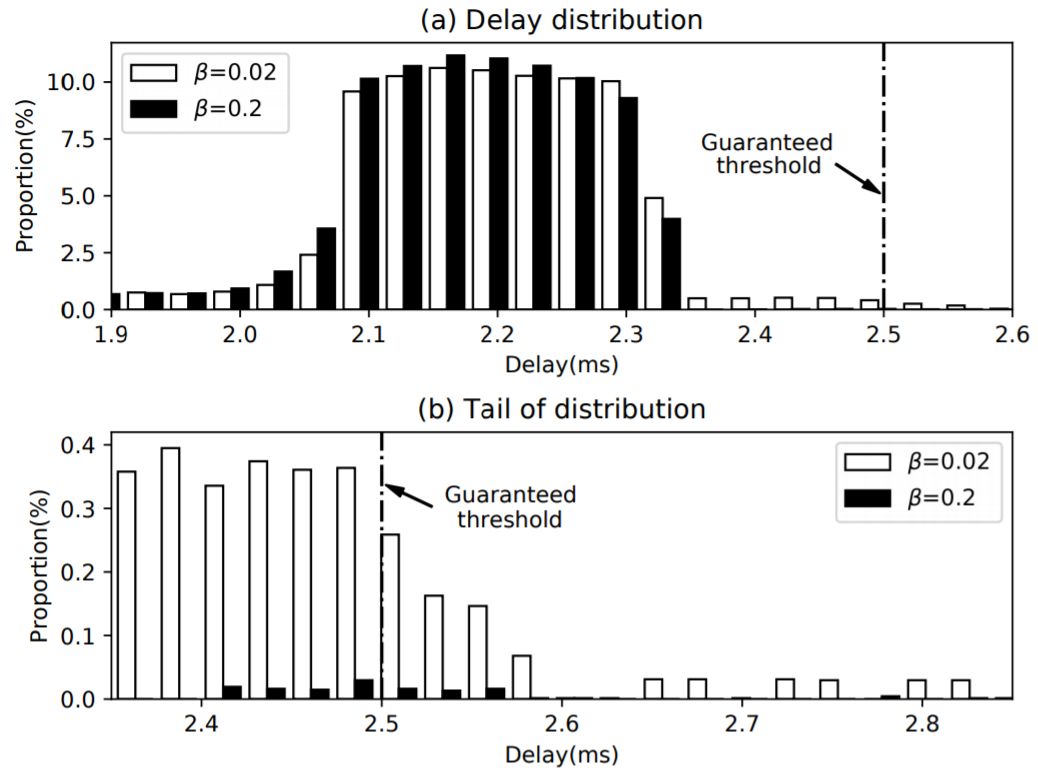 (a) Delay distribution
β=0.02
β=0.2
Guaranteed
threshold
Proportion(%)
10.0
7.5
5.0
2.5
0.0
1.9 2.0 2.1 2.2 2.3 2.4 2.5 2.6
Delay(ms)
(b) Tail of distribution
β=0.02
β=0.2
Guaranteed
threshold
Proportion(%)
0.4
0.3
0.2
0.1
0.0
2.4 2.5 2.6 2.7 2.8
Delay(ms)